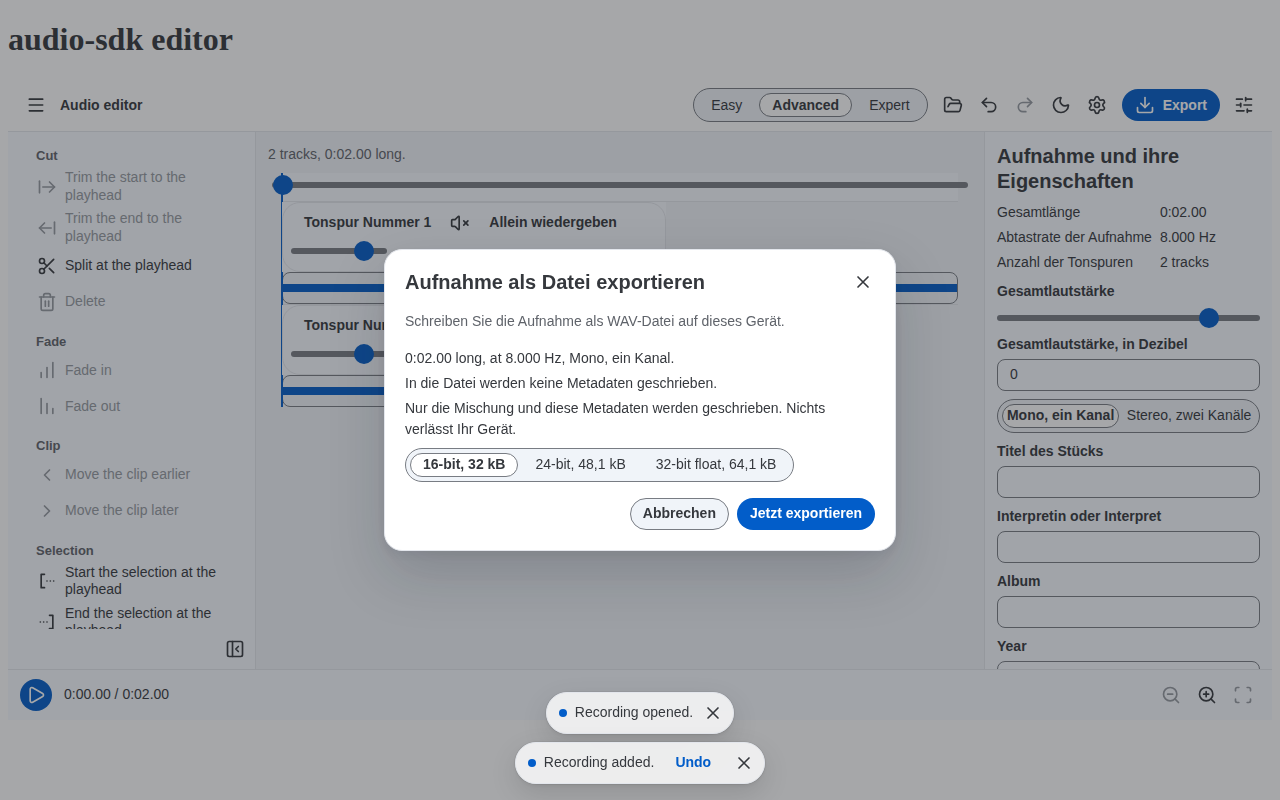 audio-sdk editor
Audio editor
Easy
Advanced
Expert
Export
Cut
Trim the start to the
playhead
Trim the end to the
playhead
Split at the playhead
Delete
Fade
Fade in
Fade out
Clip
Move the clip earlier
Move the clip later
Selection
Start the selection at the
playhead
End the selection at the
playhead
2 tracks, 0:02.00 long.
Tonspur Nummer 1
Allein wiedergeben
Tonspur Nu
Aufnahme als Datei exportieren
Schreiben Sie die Aufnahme als WAV-Datei auf dieses Gerät.
0:02.00 long, at 8.000 Hz, Mono, ein Kanal.
In die Datei werden keine Metadaten geschrieben.
Nur die Mischung und diese Metadaten werden geschrieben. Nichts
verlässt Ihr Gerät.
16-bit, 32 kB
24-bit, 48,1 kB
32-bit float, 64,1 kB
Abbrechen
Jetzt exportieren
Aufnahme und ihre
Eigenschaften
Gesamtlänge 0:02.00
Abtastrate der Aufnahme 8.000 Hz
Anzahl der Tonspuren 2 tracks
Gesamtlautstärke
Gesamtlautstärke, in Dezibel
0
Mono, ein Kanal
Stereo, zwei Kanäle
Titel des Stücks
Interpretin oder Interpret
Album
Year
0:00.00 / 0:02.00
Recording opened.
Recording added.
Undo